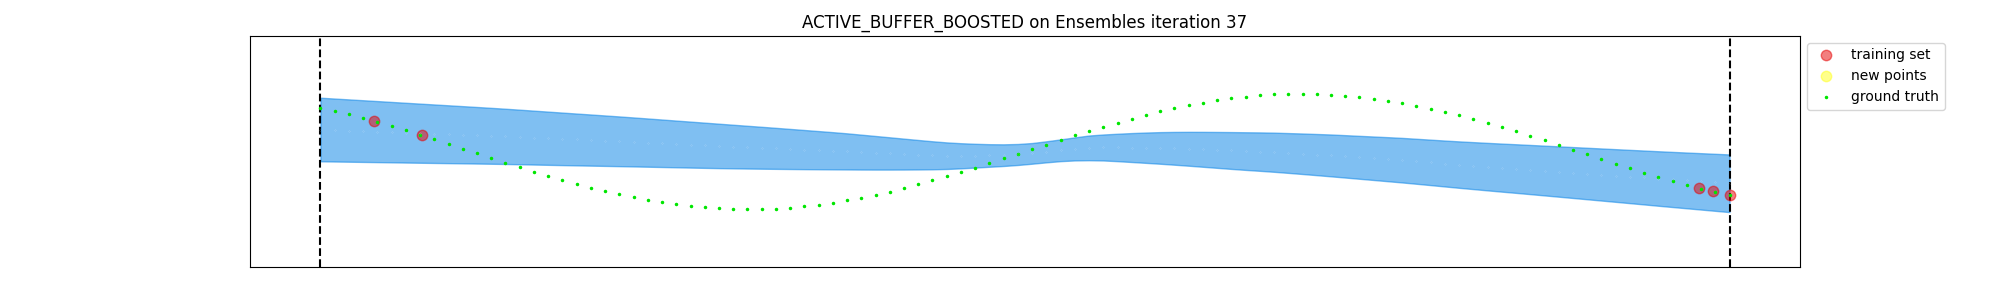 ACTIVE_BUFFER_BOOSTED on Ensembles iteration 37
training set
new points
ground truth